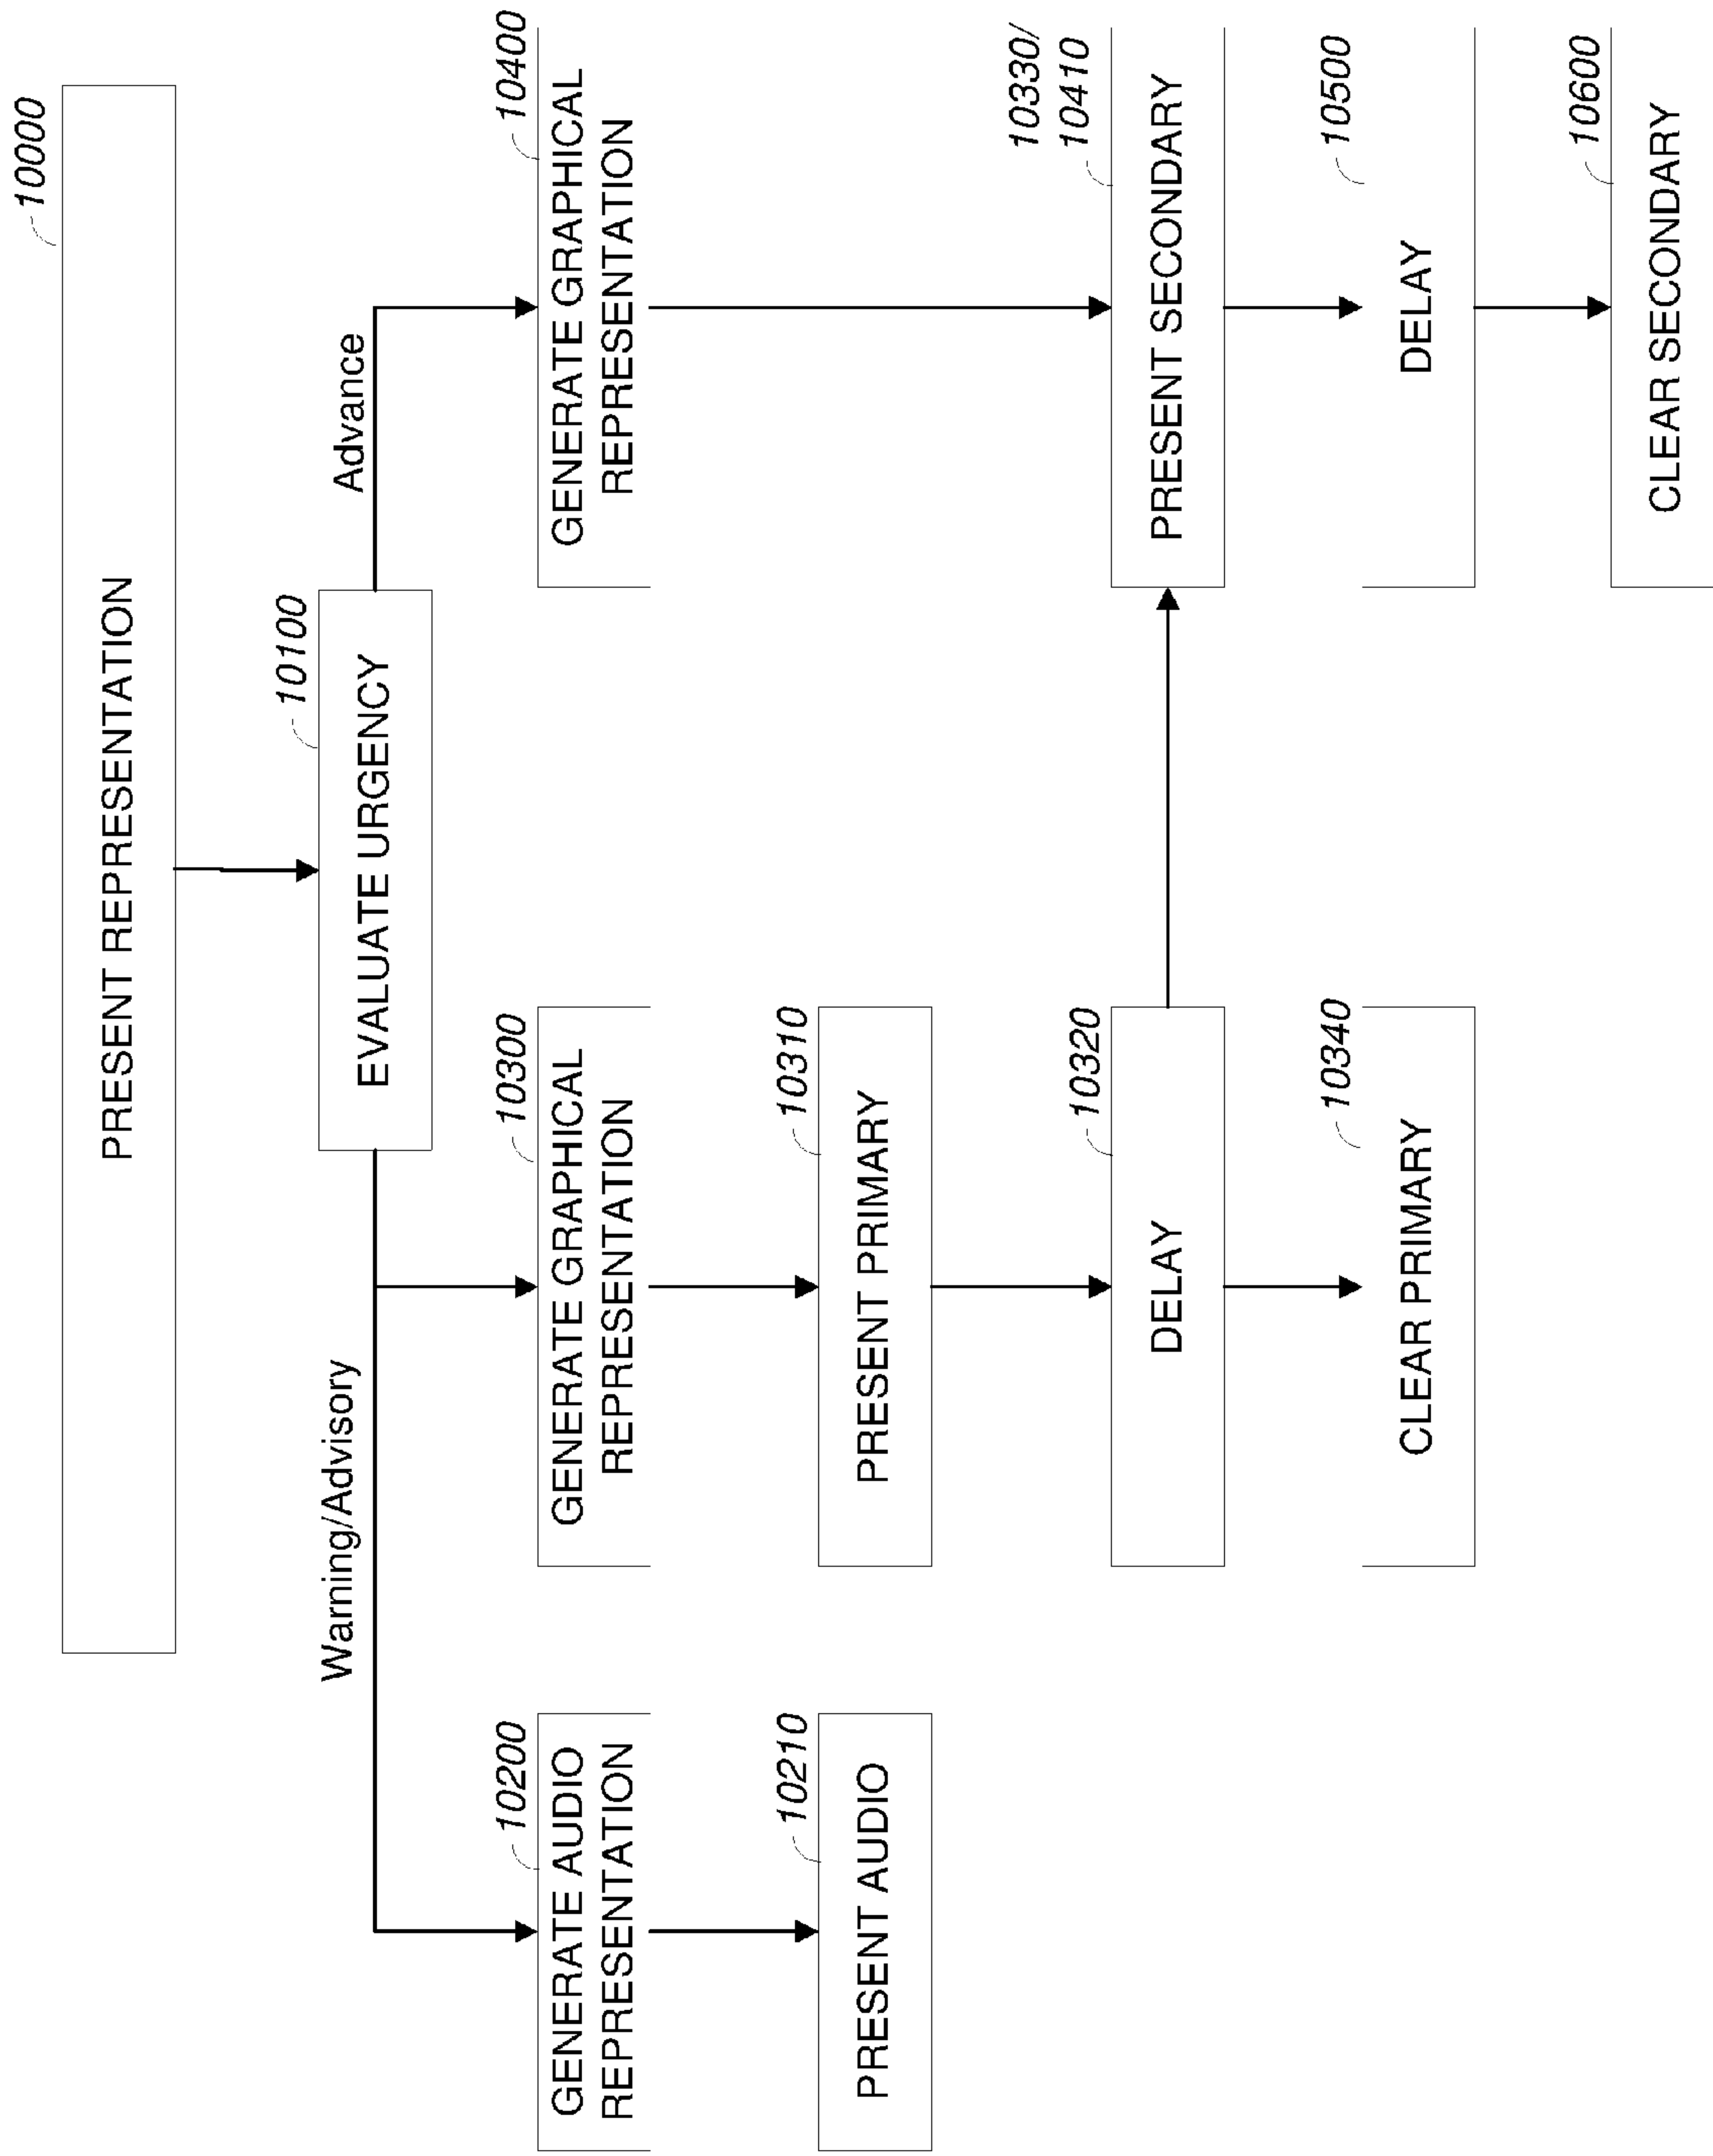 10000
PRESENT REPRESENTATION
10100
EVALUATE URGENCY
Warning/Advisory
Advance
10200
GENERATE AUDIO
REPRESENTATION
10300
GENERATE GRAPHICAL
REPRESENTATION
10400
GENERATE GRAPHICAL
REPRESENTATION
10210
PRESENT AUDIO
10310
PRESENT PRIMARY
10320
DELAY
10330/
10410
PRESENT SECONDARY
10340
CLEAR PRIMARY
10500
DELAY
10600
CLEAR SECONDARY